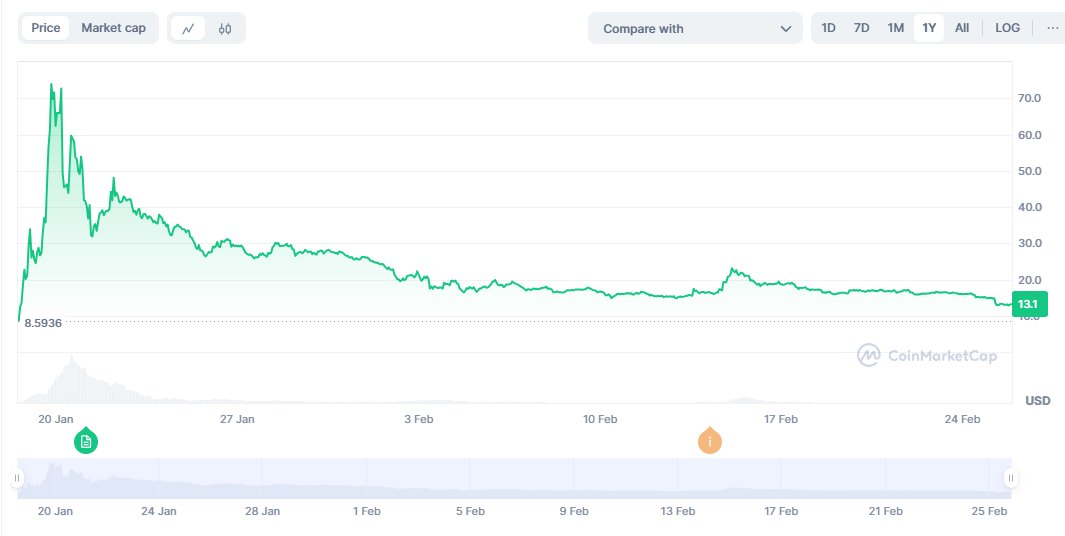 Price Market cap Compare with 1D 7D 1M 1Y All LOG ...
70.0
60.0
50.0
40.0
30.0
20.0
13.1
10.0
8.5936
CoinMarketCap
USD
20 Jan 27 Jan 3 Feb 10 Feb 17 Feb 24 Feb
i
20 Jan 24 Jan 28 Jan 1 Feb 5 Feb 9 Feb 13 Feb 17 Feb 21 Feb 25 Feb